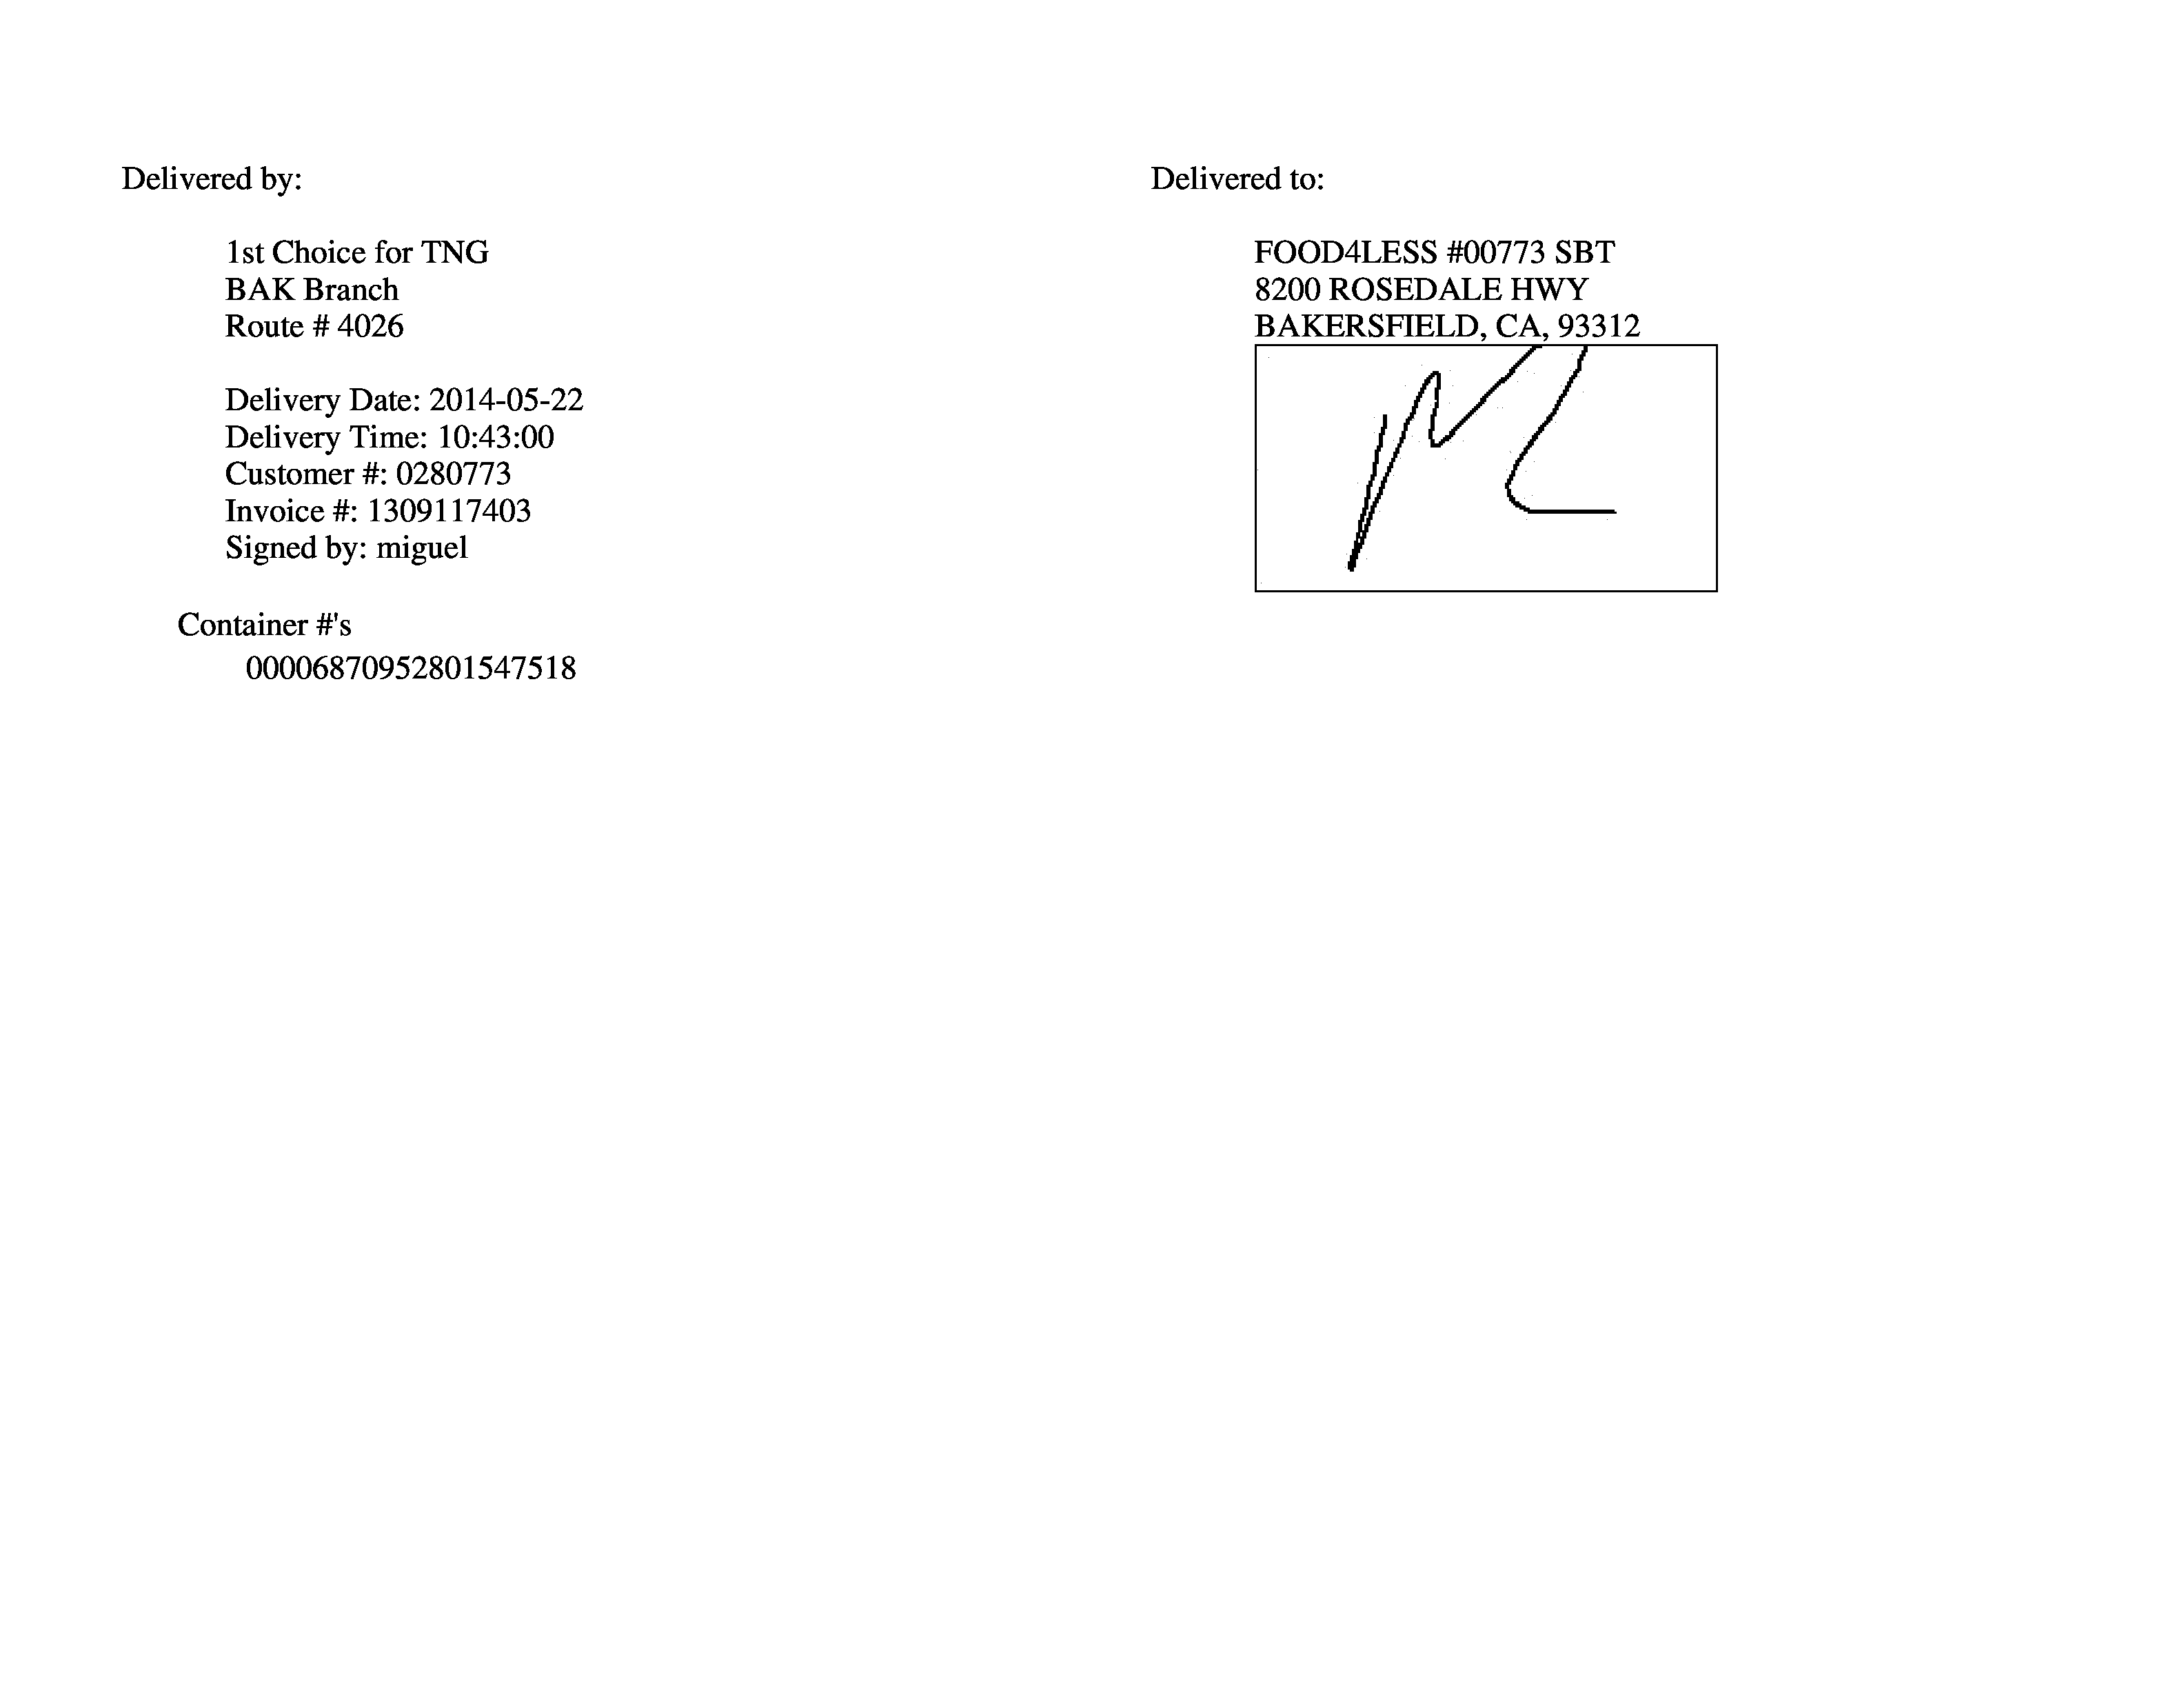 Delivered by:
1st Choice for TNG
BAK Branch
Route # 4026
Delivery Date: 2014-05-22
Delivery Time: 10:43:00
Customer #: 0280773
Invoice #: 1309117403
Signed by: miguel
Container #'s
00006870952801547518
Delivered to:
FOOD4LESS #00773 SBT
8200 ROSEDALE HWY
BAKERSFIELD, CA, 93312